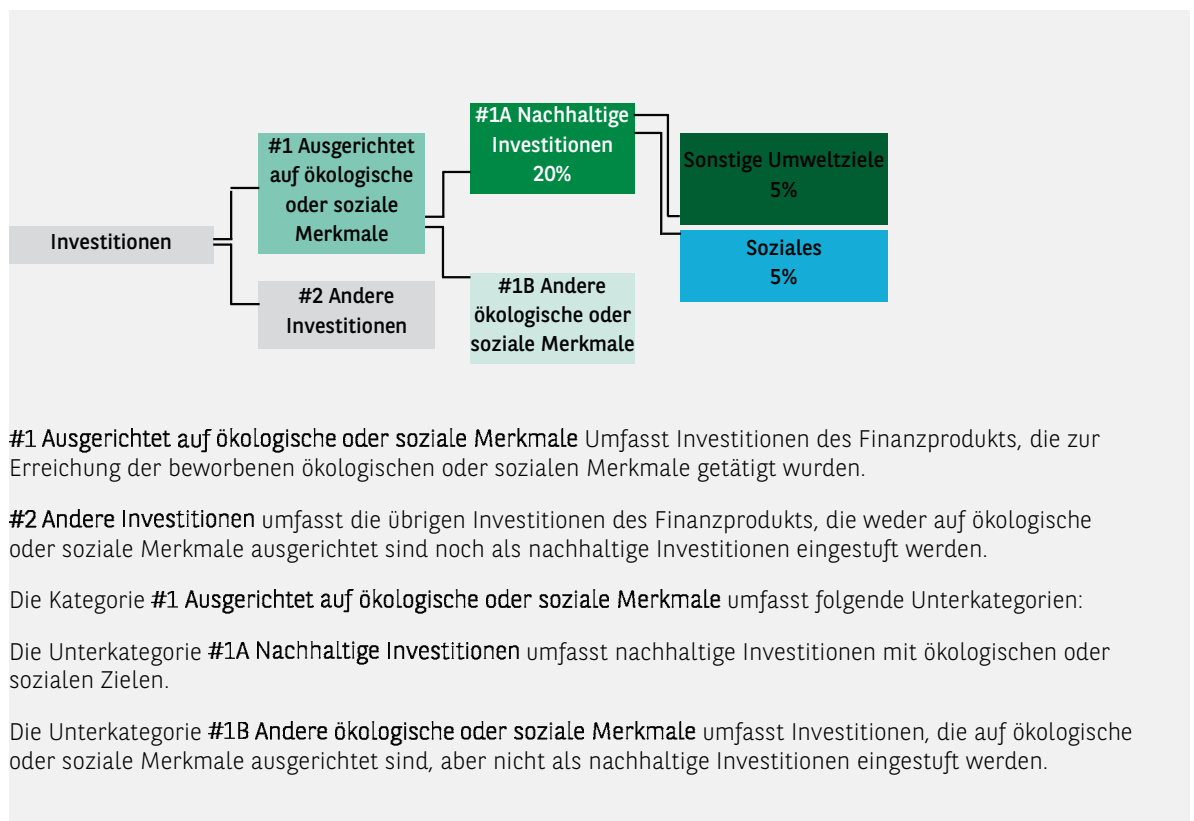 #1A Nachhaltige
Investitionen
20%
#1 Ausgerichtet
auf ökologische
oder soziale
Merkmale
Sonstige Umweltziele
5%
Investitionen
Soziales
5%
#2 Andere
Investitionen
#1B Andere
ökologische oder
soziale Merkmale
#1 Ausgerichtet auf ökologische oder soziale Merkmale Umfasst Investitionen des Finanzprodukts, die zur
Erreichung der beworbenen ökologischen oder sozialen Merkmale getätigt wurden.
#2 Andere Investitionen umfasst die übrigen Investitionen des Finanzprodukts, die weder auf ökologische
oder soziale Merkmale ausgerichtet sind noch als nachhaltige Investitionen eingestuft werden.
Die Kategorie #1 Ausgerichtet auf ökologische oder soziale Merkmale umfasst folgende Unterkategorien:
Die Unterkategorie #1A Nachhaltige Investitionen umfasst nachhaltige Investitionen mit ökologischen oder
sozialen Zielen.
Die Unterkategorie #1B Andere ökologische oder soziale Merkmale umfasst Investitionen, die auf ökologische
oder soziale Merkmale ausgerichtet sind, aber nicht als nachhaltige Investitionen eingestuft werden.